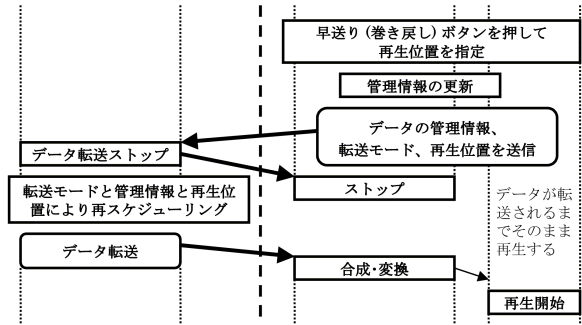 早送り（巻き戻し）ボタンを押して
再生位置を指定
管理情報の更新
データの管理情報、
転送モード、再生位置を送信
データ転送ストップ
ストップ
転送モードと管理情報と再生位
置により再スケジューリング
データが転
送されるま
でそのまま
再生する
データ転送
合成･変換
再生開始